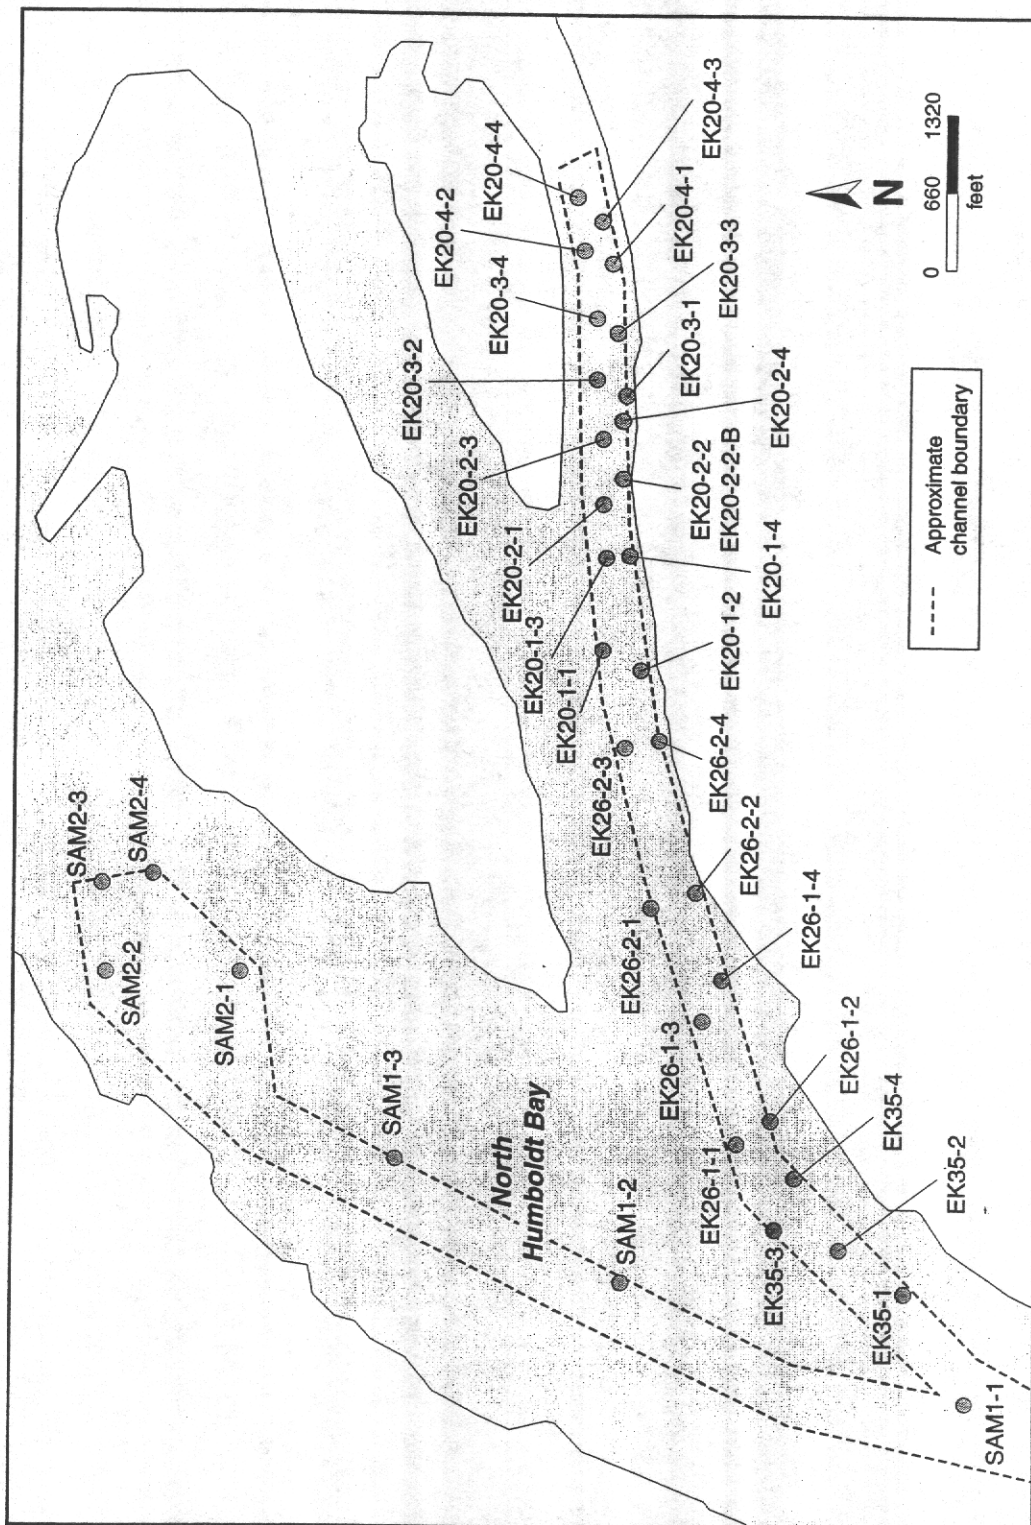 SAM2-3
SAM2-4
SAM2-2
SAM2-1
SAM1-3
North
Humboldt Bay
SAM1-2
SAM1-1
EK20-4-4
EK20-4-2
EK20-3-4
EK20-3-2
EK20-2-3
EK20-2-1
EK20-1-3
EK20-1-1
EK26-2-3
EK26-2-1
EK26-1-3
EK26-1-1
EK35-3
EK35-1
EK20-4-3
EK20-4-1
EK20-3-3
EK20-3-1
EK20-2-4
EK20-2-2
EK20-2-2-B
EK20-1-4
EK20-1-2
EK26-2-4
EK26-2-2
EK26-1-4
EK26-1-2
EK35-4
EK35-2
N
0 660 1320
feet
Approximate
channel boundary